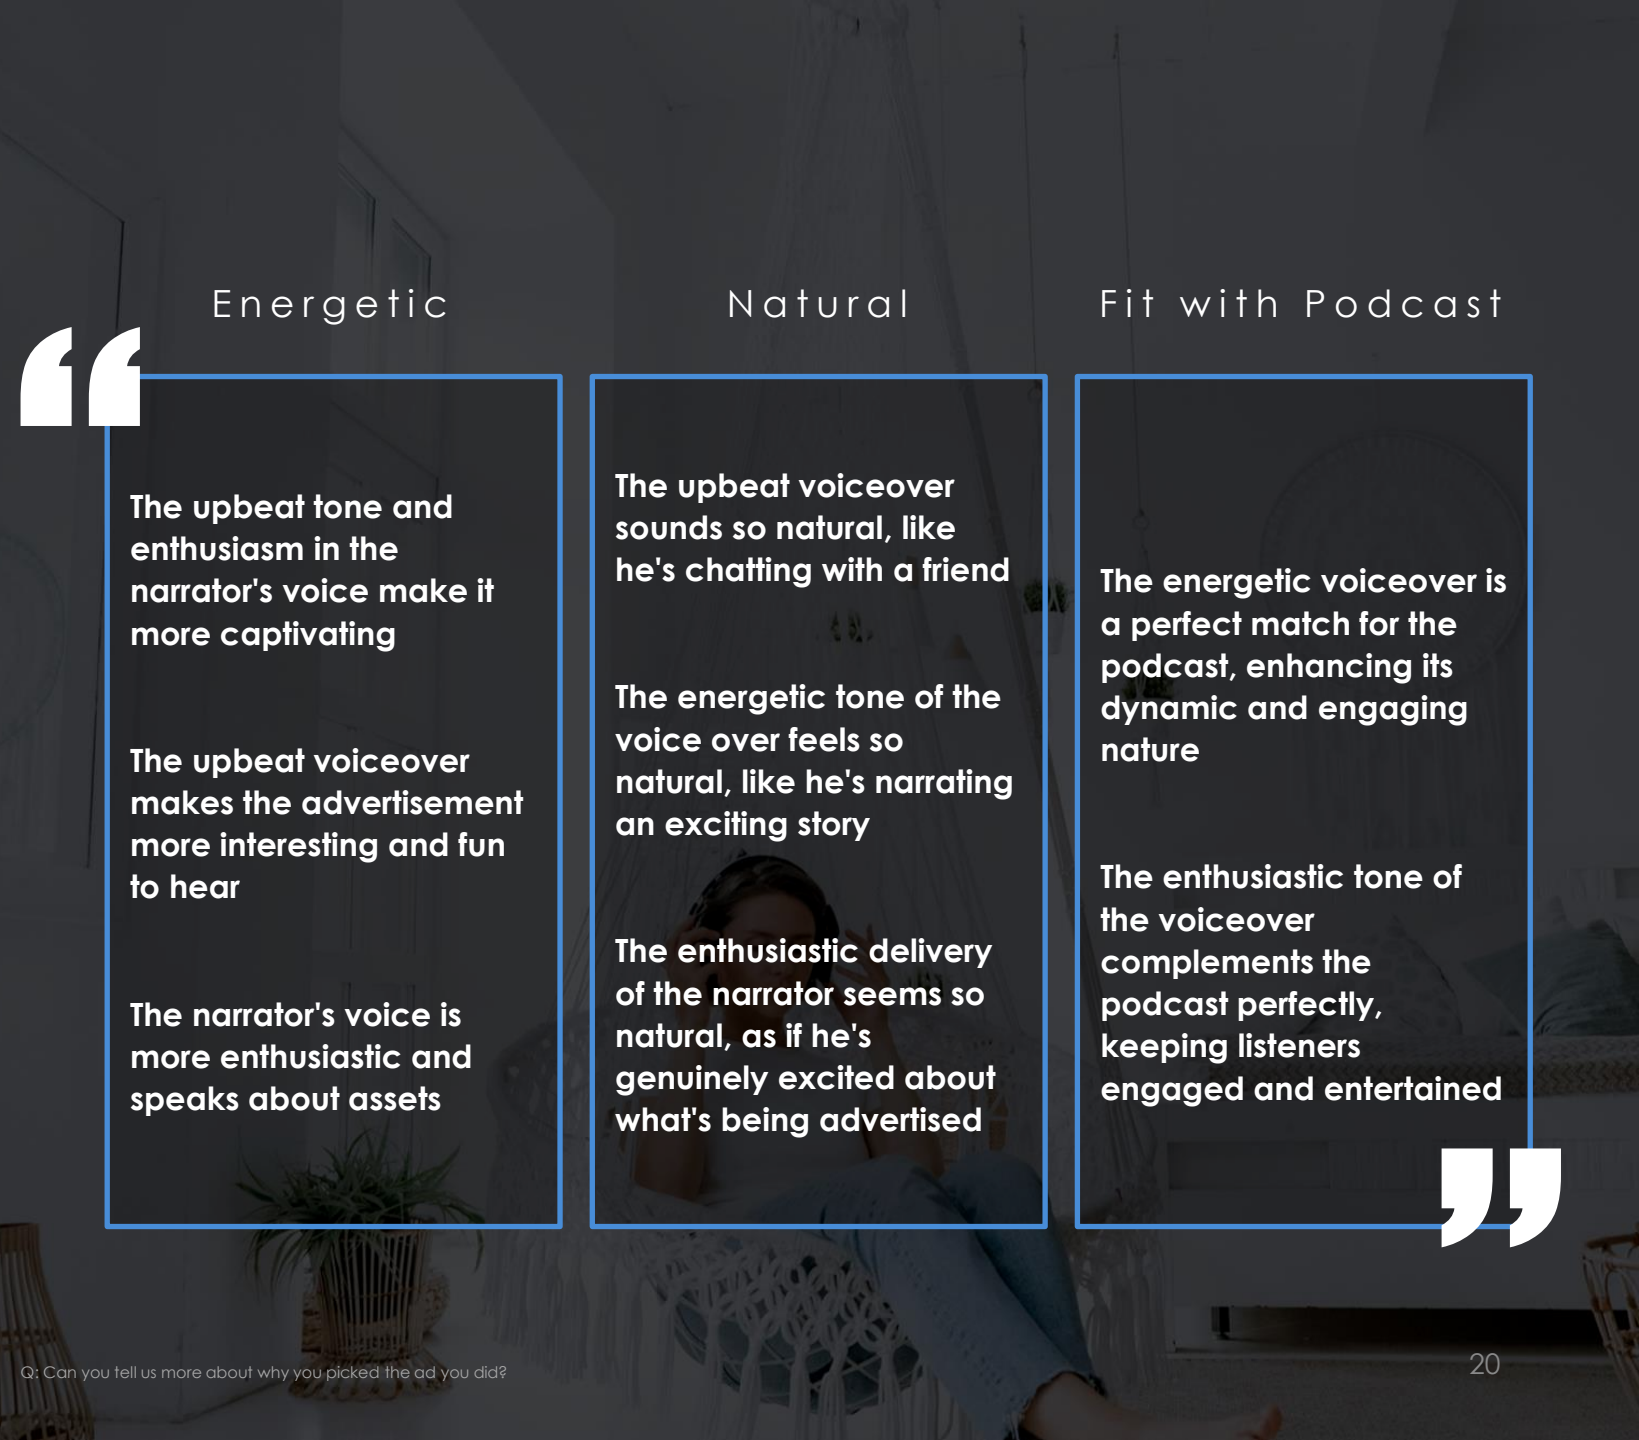 Energetic
Natural
Fit with Podcast
“
The upbeat tone and
enthusiasm in the
narrator's voice make it
more captivating
The upbeat voiceover
makes the advertisement
more interesting and fun
to hear
The narrator's voice is
more enthusiastic and
speaks about assets
The upbeat voiceover
sounds so natural, like
he's chatting with a friend
The energetic tone of the
voice over feels so
natural, like he's narrating
an exciting story
The enthusiastic delivery
of the narrator seems so
natural, as if he's
genuinely excited about
what's being advertised
The energetic voiceover is
a perfect match for the
podcast, enhancing its
dynamic and engaging
nature
The enthusiastic tone of
the voiceover
complements the
podcast perfectly,
keeping listeners
engaged and entertained
”
Q: Can you tell us more about why you picked the ad you did?
20